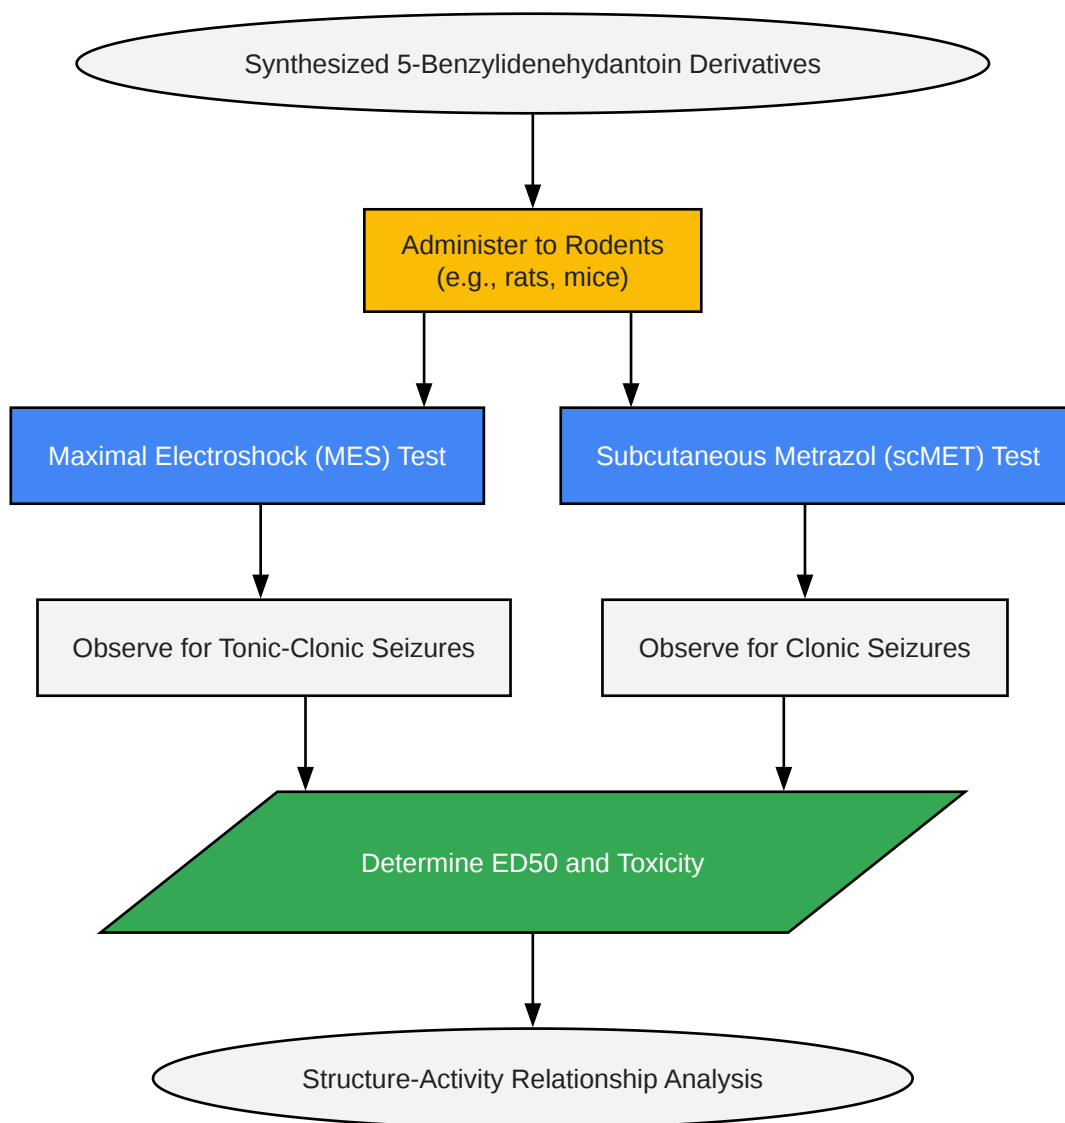 Synthesized 5-Benzylidenehydantoin Derivatives
Administer to Rodents
(e.g., rats, mice)
Maximal Electroshock (MES) Test
Subcutaneous Metrazol (scMET) Test
Observe for Tonic-Clonic Seizures
Observe for Clonic Seizures
Determine ED50 and Toxicity
Structure-Activity Relationship Analysis